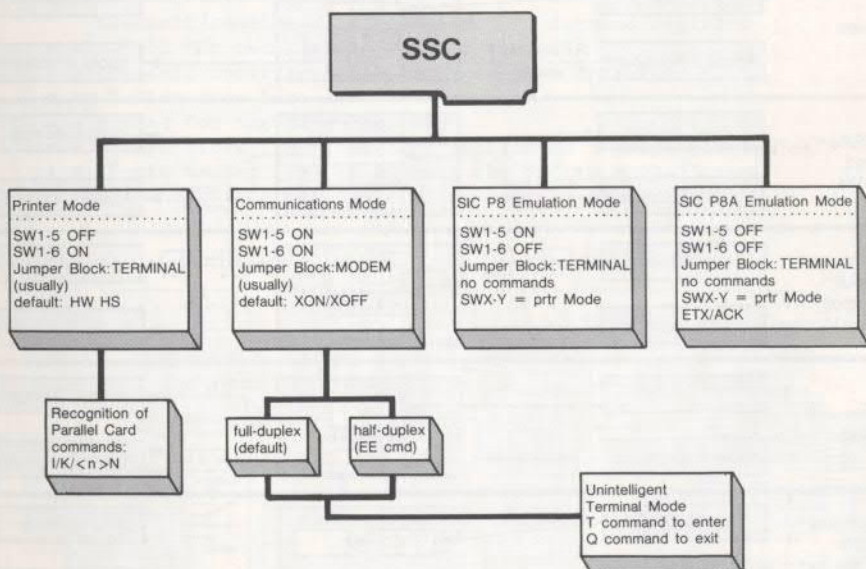 SSC
Printer Mode
SW1-5 OFF
SW1-6 ON
Jumper Block:TERMINAL
(usually)
default: HW HS
Communications Mode
SW1-5 ON
SW1-6 ON
Jumper Block:MODEM
(usually)
default: XON/XOFF
SIC P8 Emulation Mode
SW1-5 ON
SW1-6 OFF
Jumper Block:TERMINAL
no commands
SWX-Y = prtr Mode
SIC P8A Emulation Mode
SW1-5 OFF
SW1-6 OFF
Jumper Block:TERMINAL
no commands
SWX-Y = prtr Mode
ETX/ACK
Recognition of
Parallel Card
commands:
I/K/<n>N
full-duplex
(default)
half-duplex
(EE cmd)
Unintelligent
Terminal Mode
T command to enter
Q command to exit